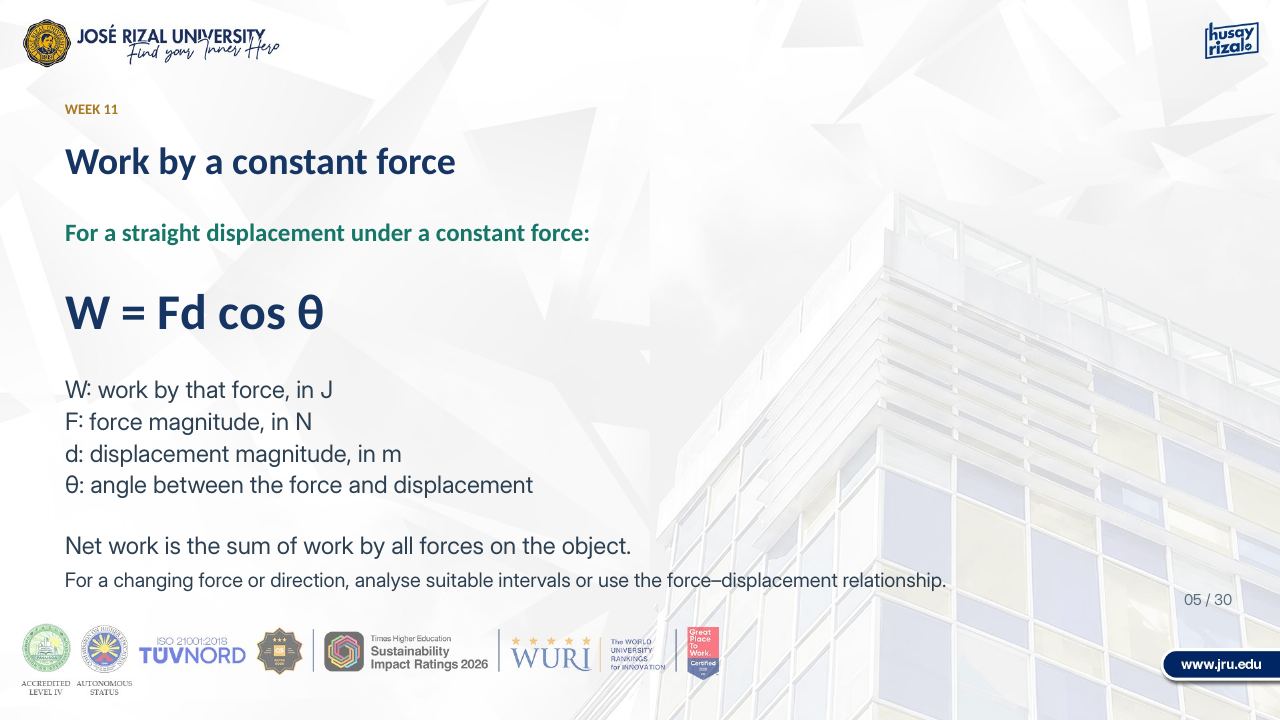 JOSÉ RIZAL UNIVERSITY
Find your Inner Hero
husay
rizal
WEEK 11
Work by a constant force
For a straight displacement under a constant force:
W = Fd cos θ
W: work by that force, in J
F: force magnitude, in N
d: displacement magnitude, in m
θ: angle between the force and displacement
Net work is the sum of work by all forces on the object.
For a changing force or direction, analyse suitable intervals or use the force–displacement relationship.
05 / 30
ACCREDITED
LEVEL IV
AUTONOMOUS
STATUS
ISO 21001:2018
TÜVNORD
Times Higher Education
Sustainability
Impact Ratings 2026
WURI
The WORLD
UNIVERSITY
RANKINGS
for INNOVATION
Great
Place
To
Work.
Certified
www.jru.edu